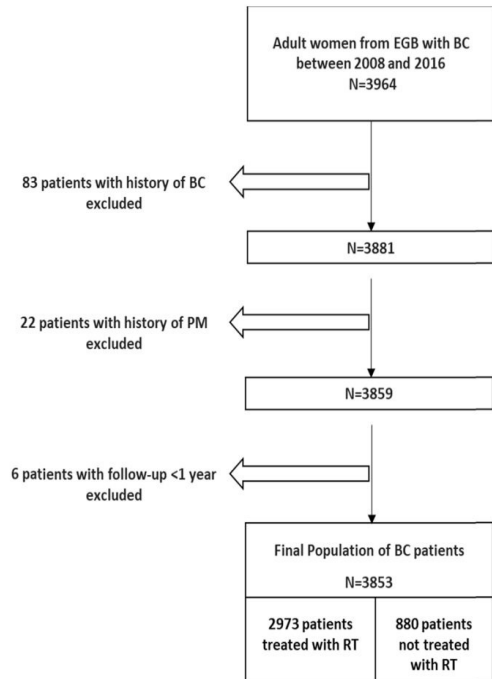 Adult women from EGB with BC
between 2008 and 2016
N=3964
83 patients with history of BC
excluded
N=3881
22 patients with history of PM
excluded
N=3859
6 patients with follow-up <1 year
excluded
Final Population of BC patients
N=3853
2973 patients
treated with RT
880 patients
not treated
with RT